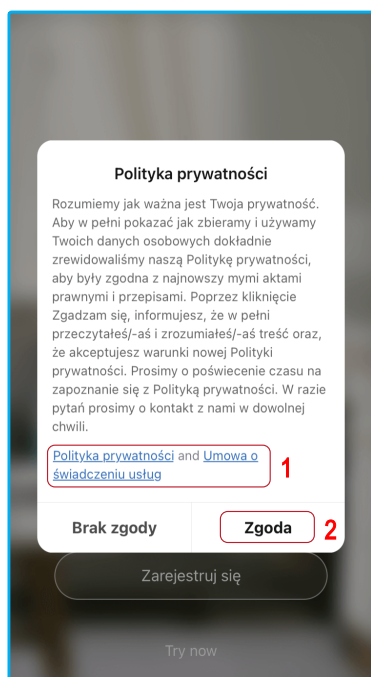 Polityka prywatności
Rozumiemy jak ważna jest Twoja prywatność.
Aby w pełni pokazać jak zbieramy i używamy
Twoich danych osobowych dokładnie
zrewidowaliśmy naszą Politykę prywatności,
aby były zgodna z najnowszy mymi aktami
prawnymi i przepisami. Poprzez kliknięcie
Zgadzam się, informujesz, że w pełni
przeczytałeś/-aś i zrozumiałeś/-aś treść oraz,
że akceptujesz warunki nowej Polityki
prywatności. Prosimy o poświecenie czasu na
zapoznanie się z Polityką prywatności. W razie
pytań prosimy o kontakt z nami w dowolnej
chwili.
Polityka prywatności and Umowa o
świadczeniu usług
1
Brak zgody Zgoda 2
Zarejestruj się
Try now